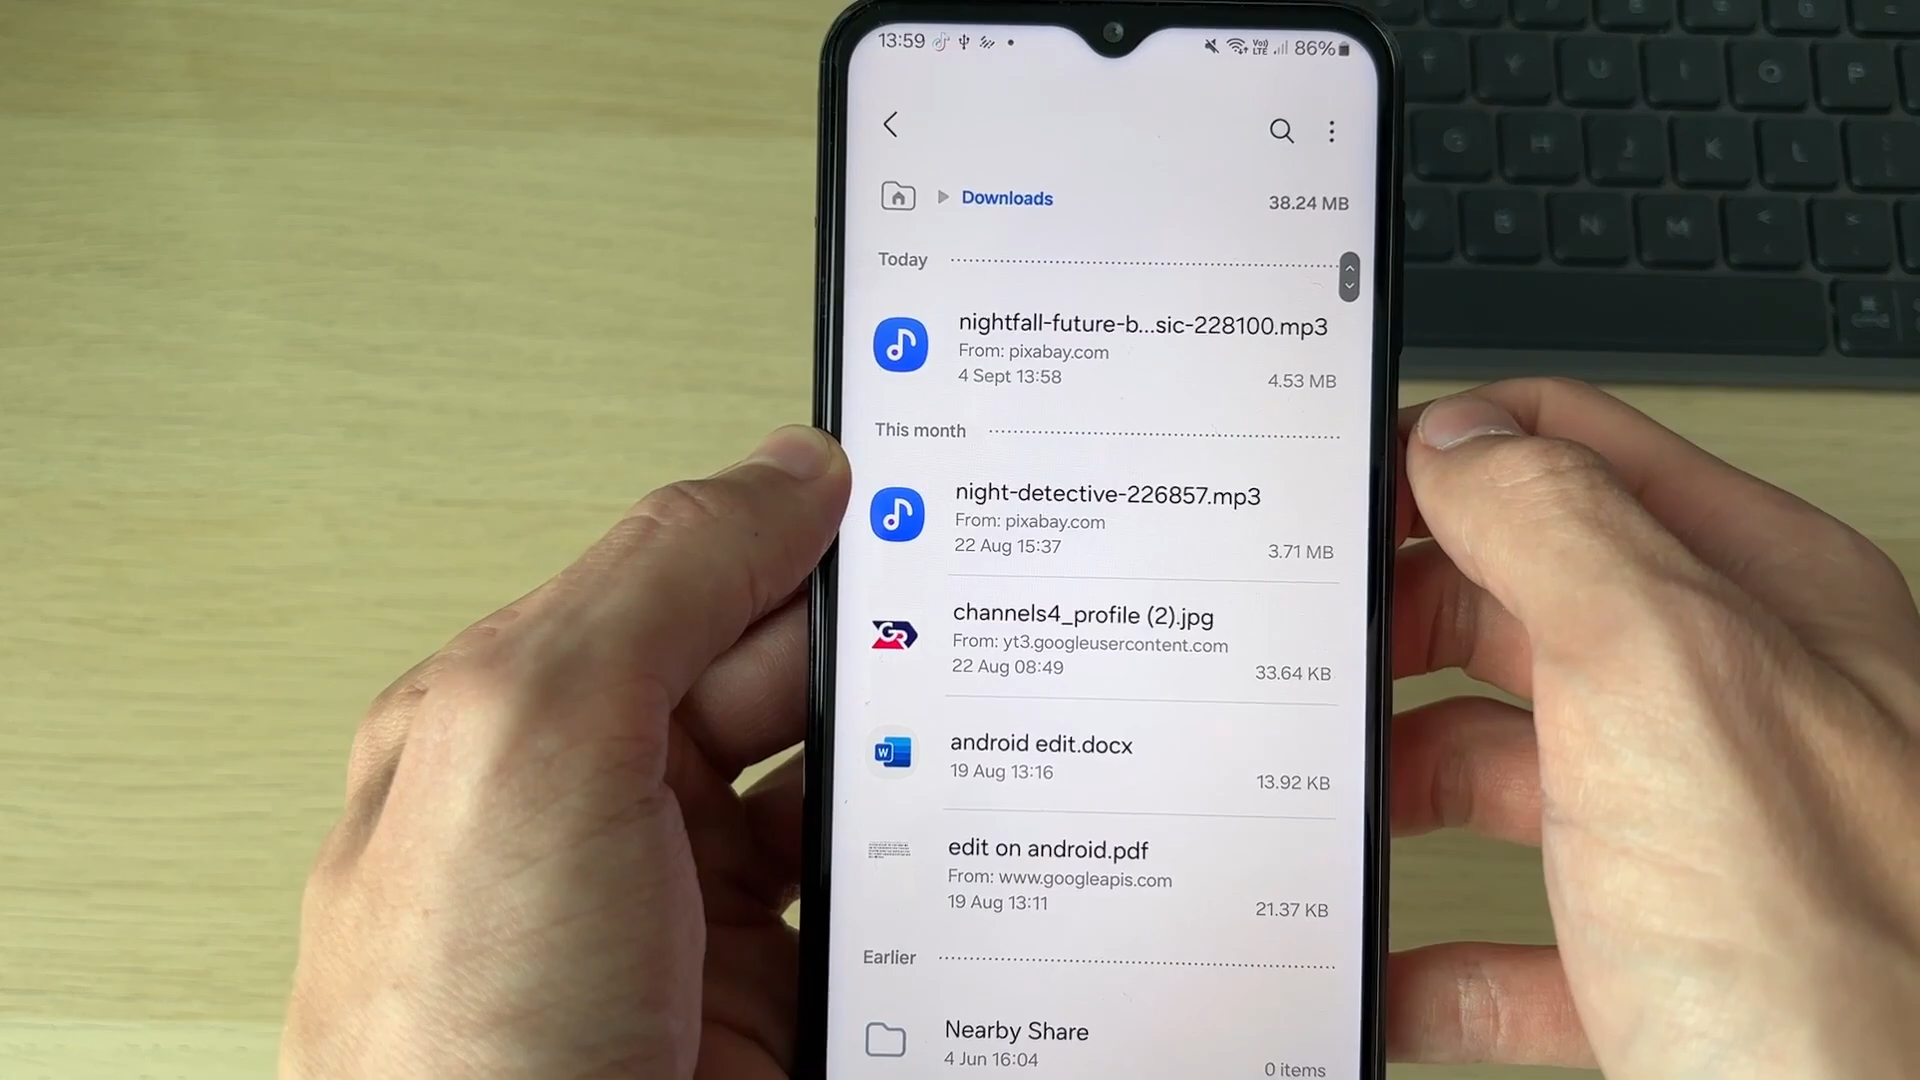 13:59
Vo)) LTE 86%
Downloads 38.24 MB
Today
nightfall-future-b...sic-228100.mp3
From: pixabay.com
4 Sept 13:58 4.53 MB
This month
night-detective-226857.mp3
From: pixabay.com
22 Aug 15:37 3.71 MB
GR
channels4_profile (2).jpg
From: yt3.googleusercontent.com
22 Aug 08:49 33.64 KB
W
android edit.docx
19 Aug 13:16 13.92 KB
edit on android.pdf
From: www.googleapis.com
19 Aug 13:11 21.37 KB
Earlier
Nearby Share
4 Jun 16:04 0 items
T Y U I O P
G H J K L
V B N M